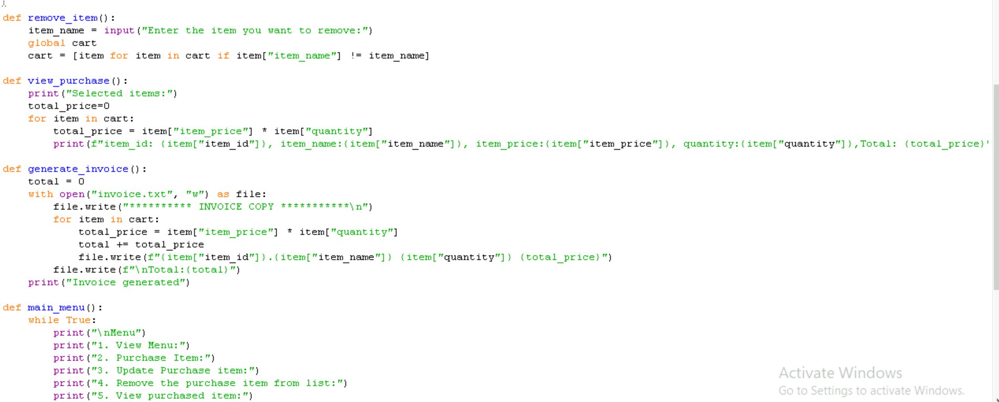 def remove_item():
    item_name = input("Enter the item you want to remove:")
    global cart
    cart = [item for item in cart if item["item_name"] != item_name]

def view_purchase():
    print("Selected items:")
    total_price=0
    for item in cart:
        total_price = item["item_price"] * item["quantity"]
        print(f"item_id: {item["item_id"]}, item_name:{item["item_name"]}, item_price:{item["item_price"]}, quantity:{item["quantity"]},Total: {total_price}'

def generate_invoice():
    total = 0
    with open("invoice.txt", "w") as file:
        file.write("********** INVOICE COPY ***********\n")
        for item in cart:
            total_price = item["item_price"] * item["quantity"]
            total += total_price
            file.write(f"{item["item_id"]}.{item["item_name"]} {item["quantity"]} {total_price}")
        file.write(f"\nTotal:{total}")
    print("Invoice generated")

def main_menu():
    while True:
        print("\nMenu")
        print("1. View Menu:")
        print("2. Purchase Item:")
        print("3. Update Purchase item:")
        print("4. Remove the purchase item from list:")
        print("5. View purchased item:")
Activate Windows
Go to Settings to activate Windows.